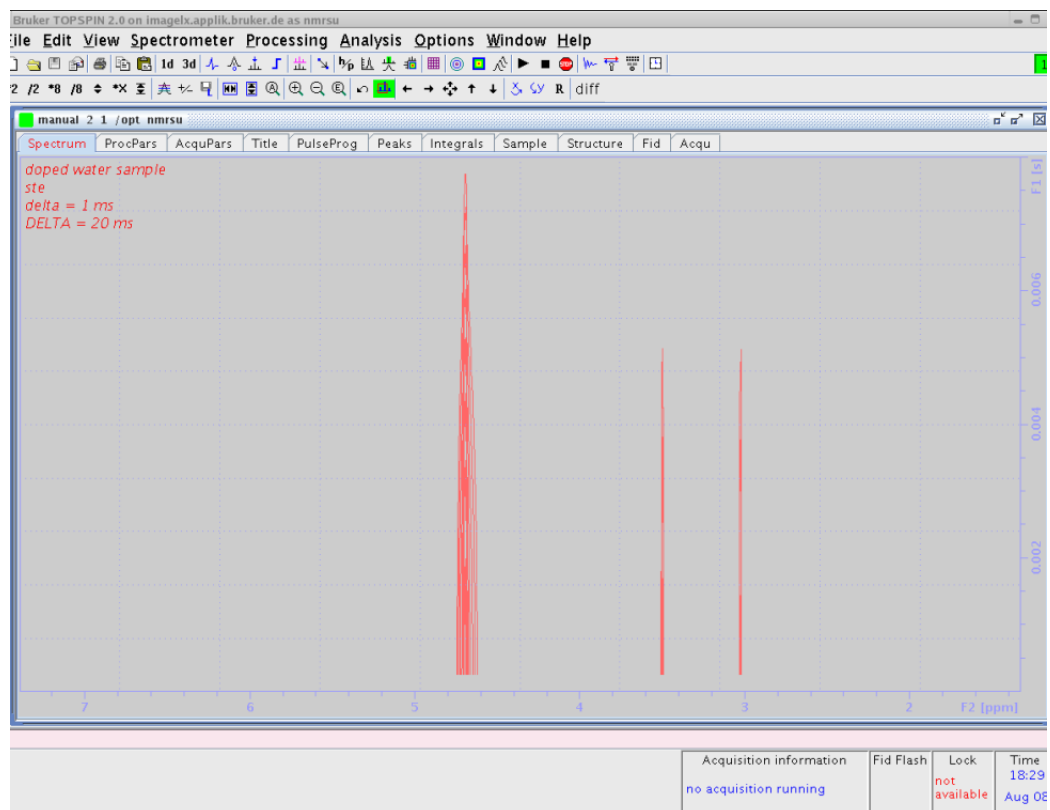 Bruker TOPSPIN 2.0 on imagelx.applik.bruker.de as nmrsu
File Edit View Spectrometer Processing Analysis Options Window Help
1d 3d
1
/2 *8 /8 *X R diff
manual 2 1 /opt nmrsu
Spectrum ProcPars AcquPars Title PulseProg Peaks Integrals Sample Structure Fid Acqu
doped water sample
ste
delta = 1 ms
DELTA = 20 ms
F1 [s]
0.006
0.004
0.002
7 6 5 4 3 2 F2 [ppm]
Acquisition information Fid Flash Lock Time
no acquisition running
not
available
18:29
Aug 08